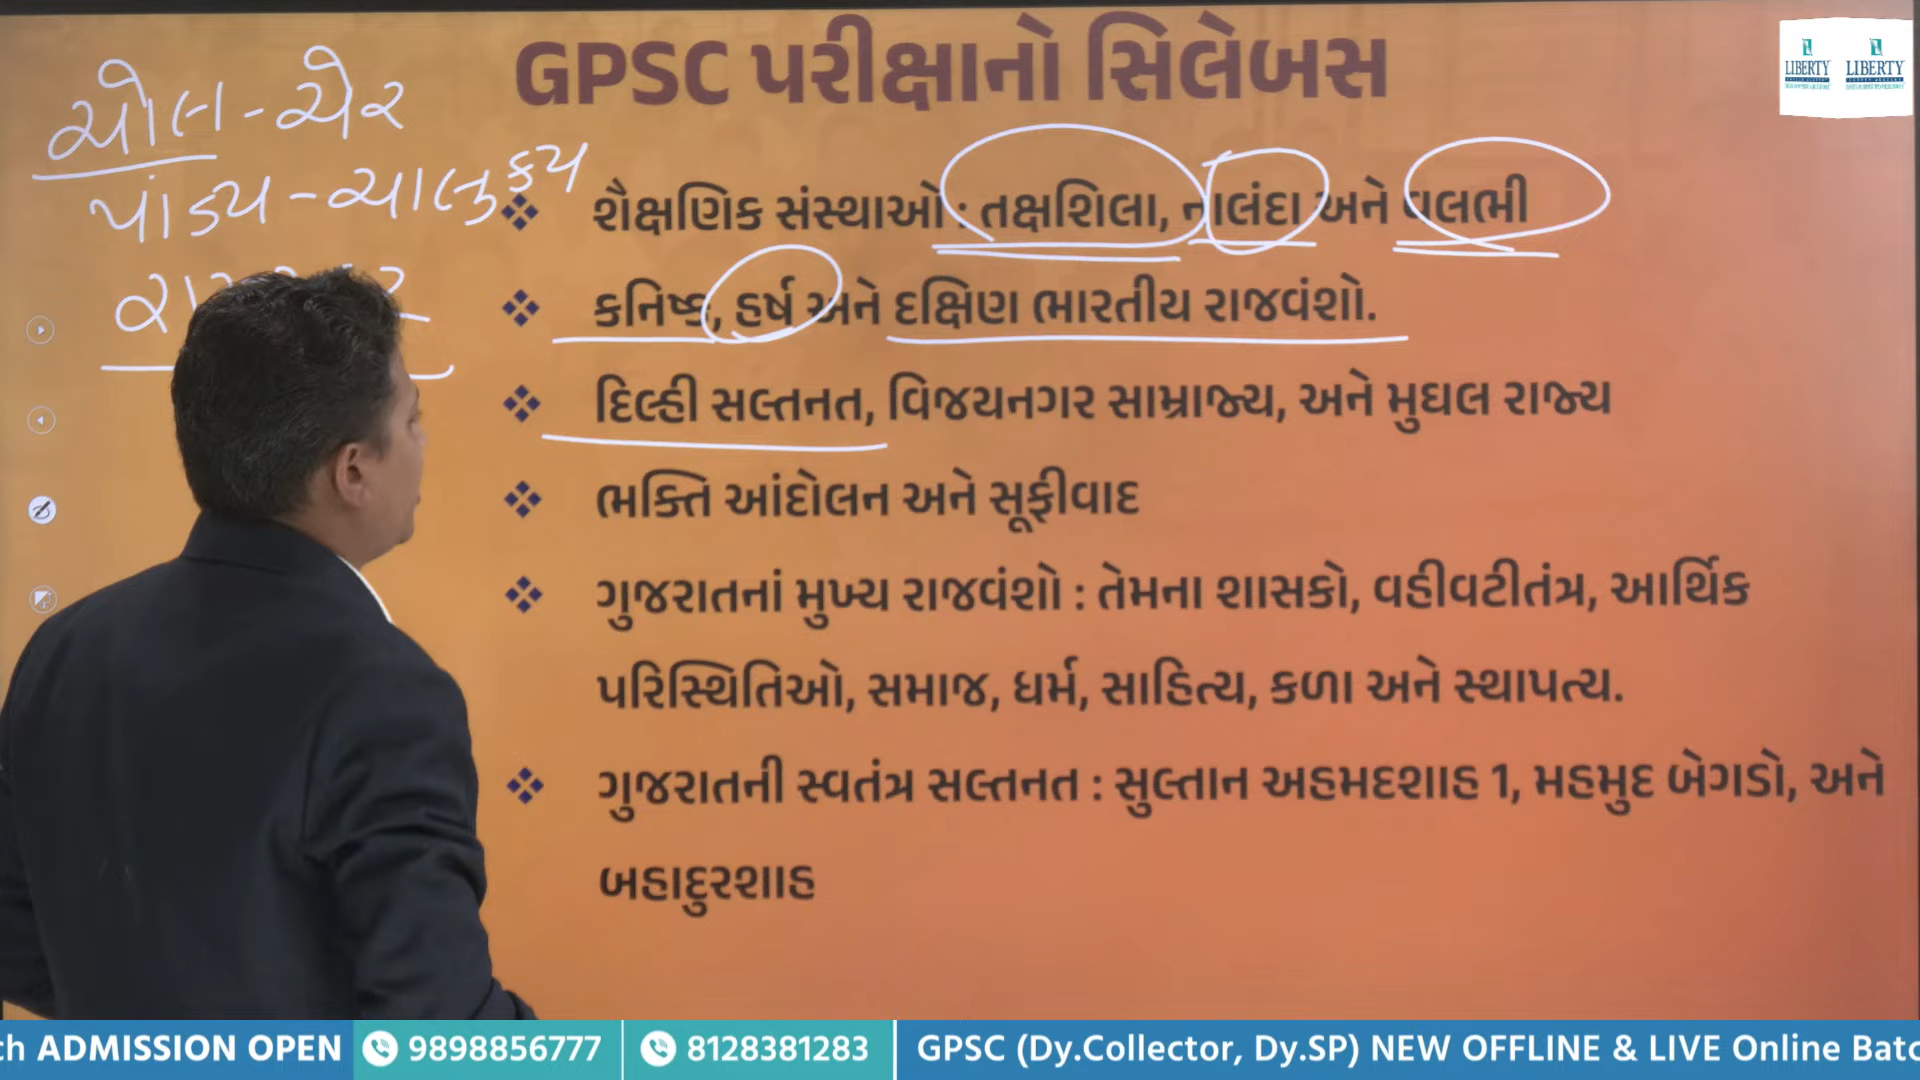 GPSC પરીક્ષાનો સિલેબસ
LIBERTY LIBERTY
ચોલ - ચેર
પાંડ્ય - ચાલુક્ય
❖ શૈક્ષણિક સંસ્થાઓ : તક્ષશિલા, નાલંદા અને વલભી
❖ કનિષ્ક, હર્ષ અને દક્ષિણ ભારતીય રાજવંશો.
❖ દિલ્હી સલ્તનત, વિજયનગર સામ્રાજ્ય, અને મુઘલ રાજ્ય
❖ ભક્તિ આંદોલન અને સૂફીવાદ
❖ ગુજરાતનાં મુખ્ય રાજવંશો : તેમના શાસકો, વહીવટીતંત્ર, આર્થિક
પરિસ્થિતિઓ, સમાજ, ધર્મ, સાહિત્ય, કળા અને સ્થાપત્ય.
❖ ગુજરાતની સ્વતંત્ર સલ્તનત : સુલ્તાન અહમદશાહ 1, મહમુદ બેગડો, અને
બહાદુરશાહ
ch ADMISSION OPEN 9898856777 8128381283 GPSC (Dy.Collector, Dy.SP) NEW OFFLINE & LIVE Online Batc